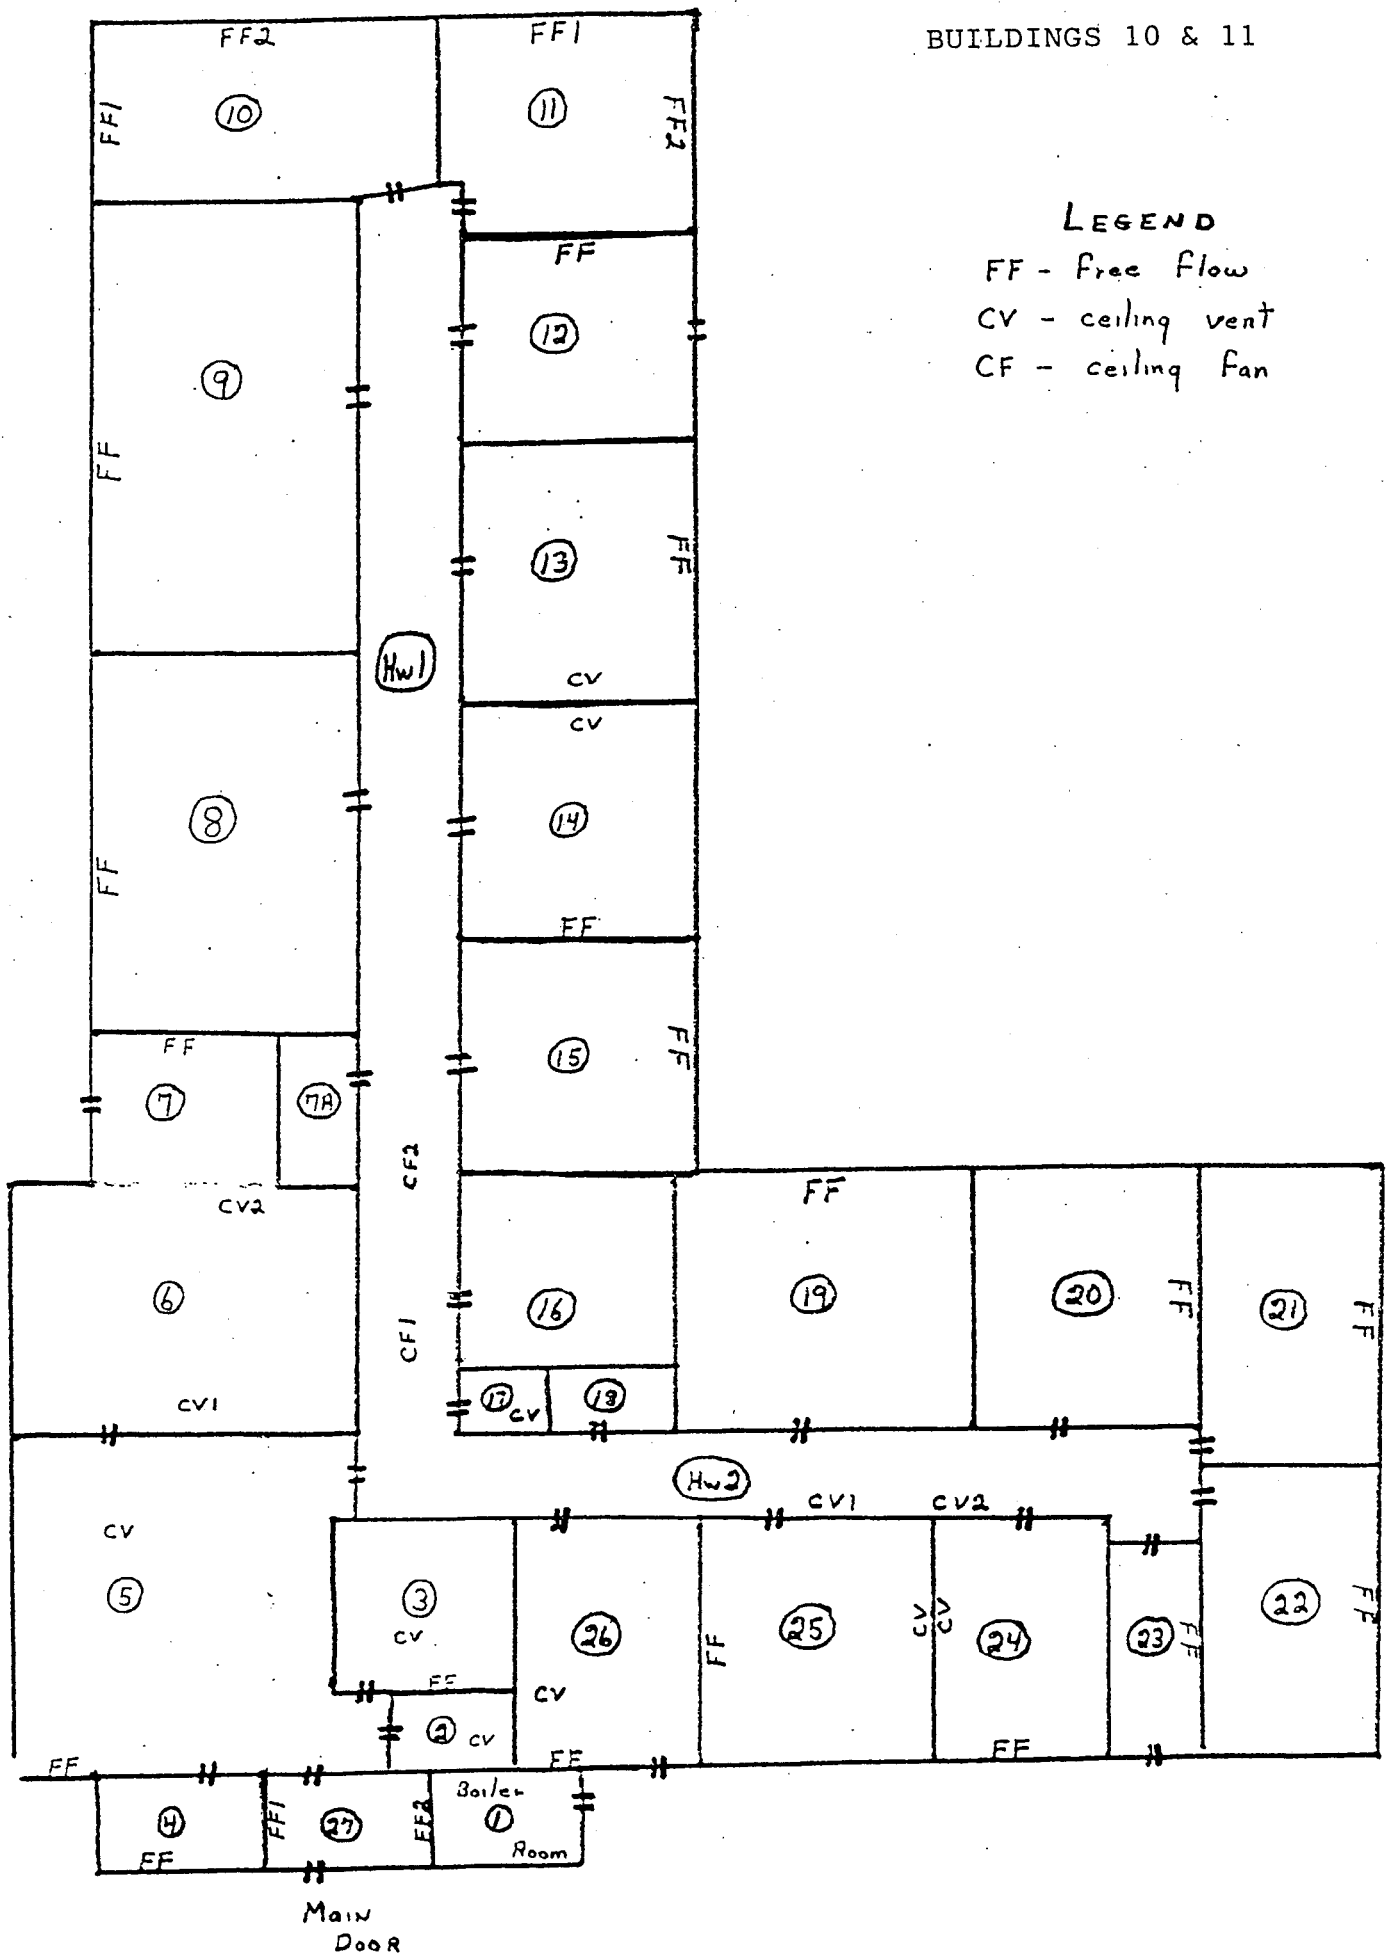 BUILDINGS 10 & 11
LEGEND
FF - free flow
CV - ceiling vent
CF - ceiling fan
FF2
FF1
FF1
10
11
FF2
FF
12
9
FF
13
FF
HW1
CV
CV
8
14
FF
FF
FF
7
7A
15
FF
CF2
CV2
FF
6
16
19
20
FF
21
FF
CF1
CV1
17
CV
18
HW2
CV1
CV2
CV
5
3
CV
26
FF
25
CV
CV
24
23
FF
22
FF
FF
CV
2
CV
FF
FF
FF
4
FF1
27
FF2
Boiler
1
Room
FF
MAIN
DOOR